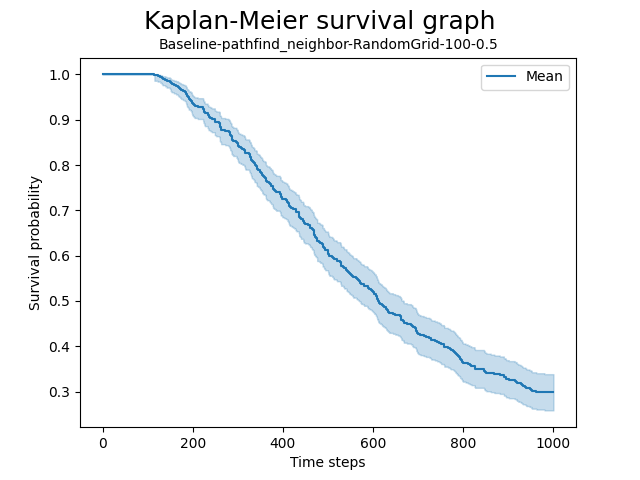 Kaplan-Meier survival graph
Baseline-pathfind_neighbor-RandomGrid-100-0.5
Mean
Survival probability
1.0
0.9
0.8
0.7
0.6
0.5
0.4
0.3
0 200 400 600 800 1000
Time steps